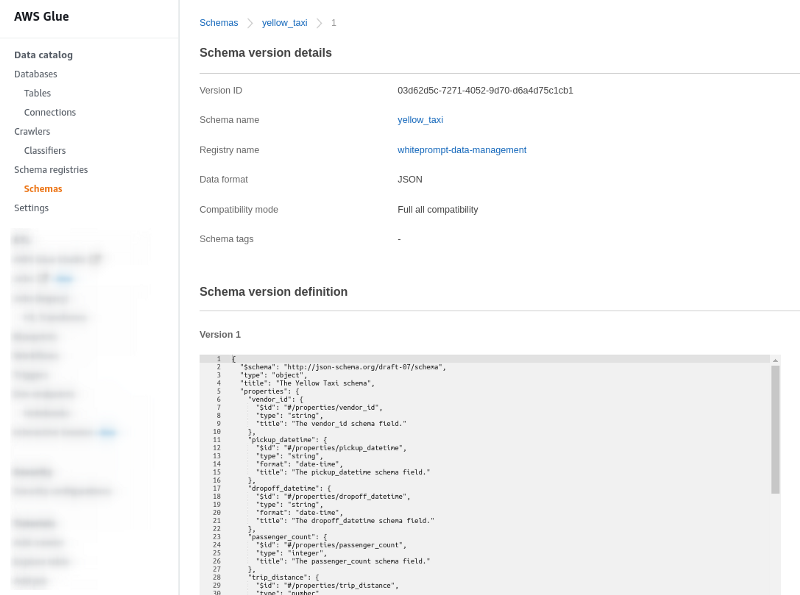 AWS Glue
Data catalog
Databases
Tables
Connections
Crawlers
Classifiers
Schema registries
Schemas
Settings
Schemas > yellow_taxi > 1
Schema version details
Version ID 03d62d5c-7271-4052-9d70-d6a4d75c1cb1
Schema name yellow_taxi
Registry name whiteprompt-data-management
Data format JSON
Compatibility mode Full all compatibility
Schema tags -
Schema version definition
Version 1
1 {
2 "$schema": "http://json-schema.org/draft-07/schema",
3 "type": "object",
4 "title": "The Yellow Taxi schema",
5 "properties": {
6 "vendor_id": {
7 "$id": "#/properties/vendor_id",
8 "type": "string",
9 "title": "The vendor_id schema field."
10 },
11 "pickup_datetime": {
12 "$id": "#/properties/pickup_datetime",
13 "type": "string",
14 "format": "date-time",
15 "title": "The pickup_datetime schema field."
16 },
17 "dropoff_datetime": {
18 "$id": "#/properties/dropoff_datetime",
19 "type": "string",
20 "format": "date-time",
21 "title": "The dropoff_datetime schema field."
22 },
23 "passenger_count": {
24 "$id": "#/properties/passenger_count",
25 "type": "integer",
26 "title": "The passenger_count schema field."
27 },
28 "trip_distance": {
29 "$id": "#/properties/trip_distance",
30 "type": "number"